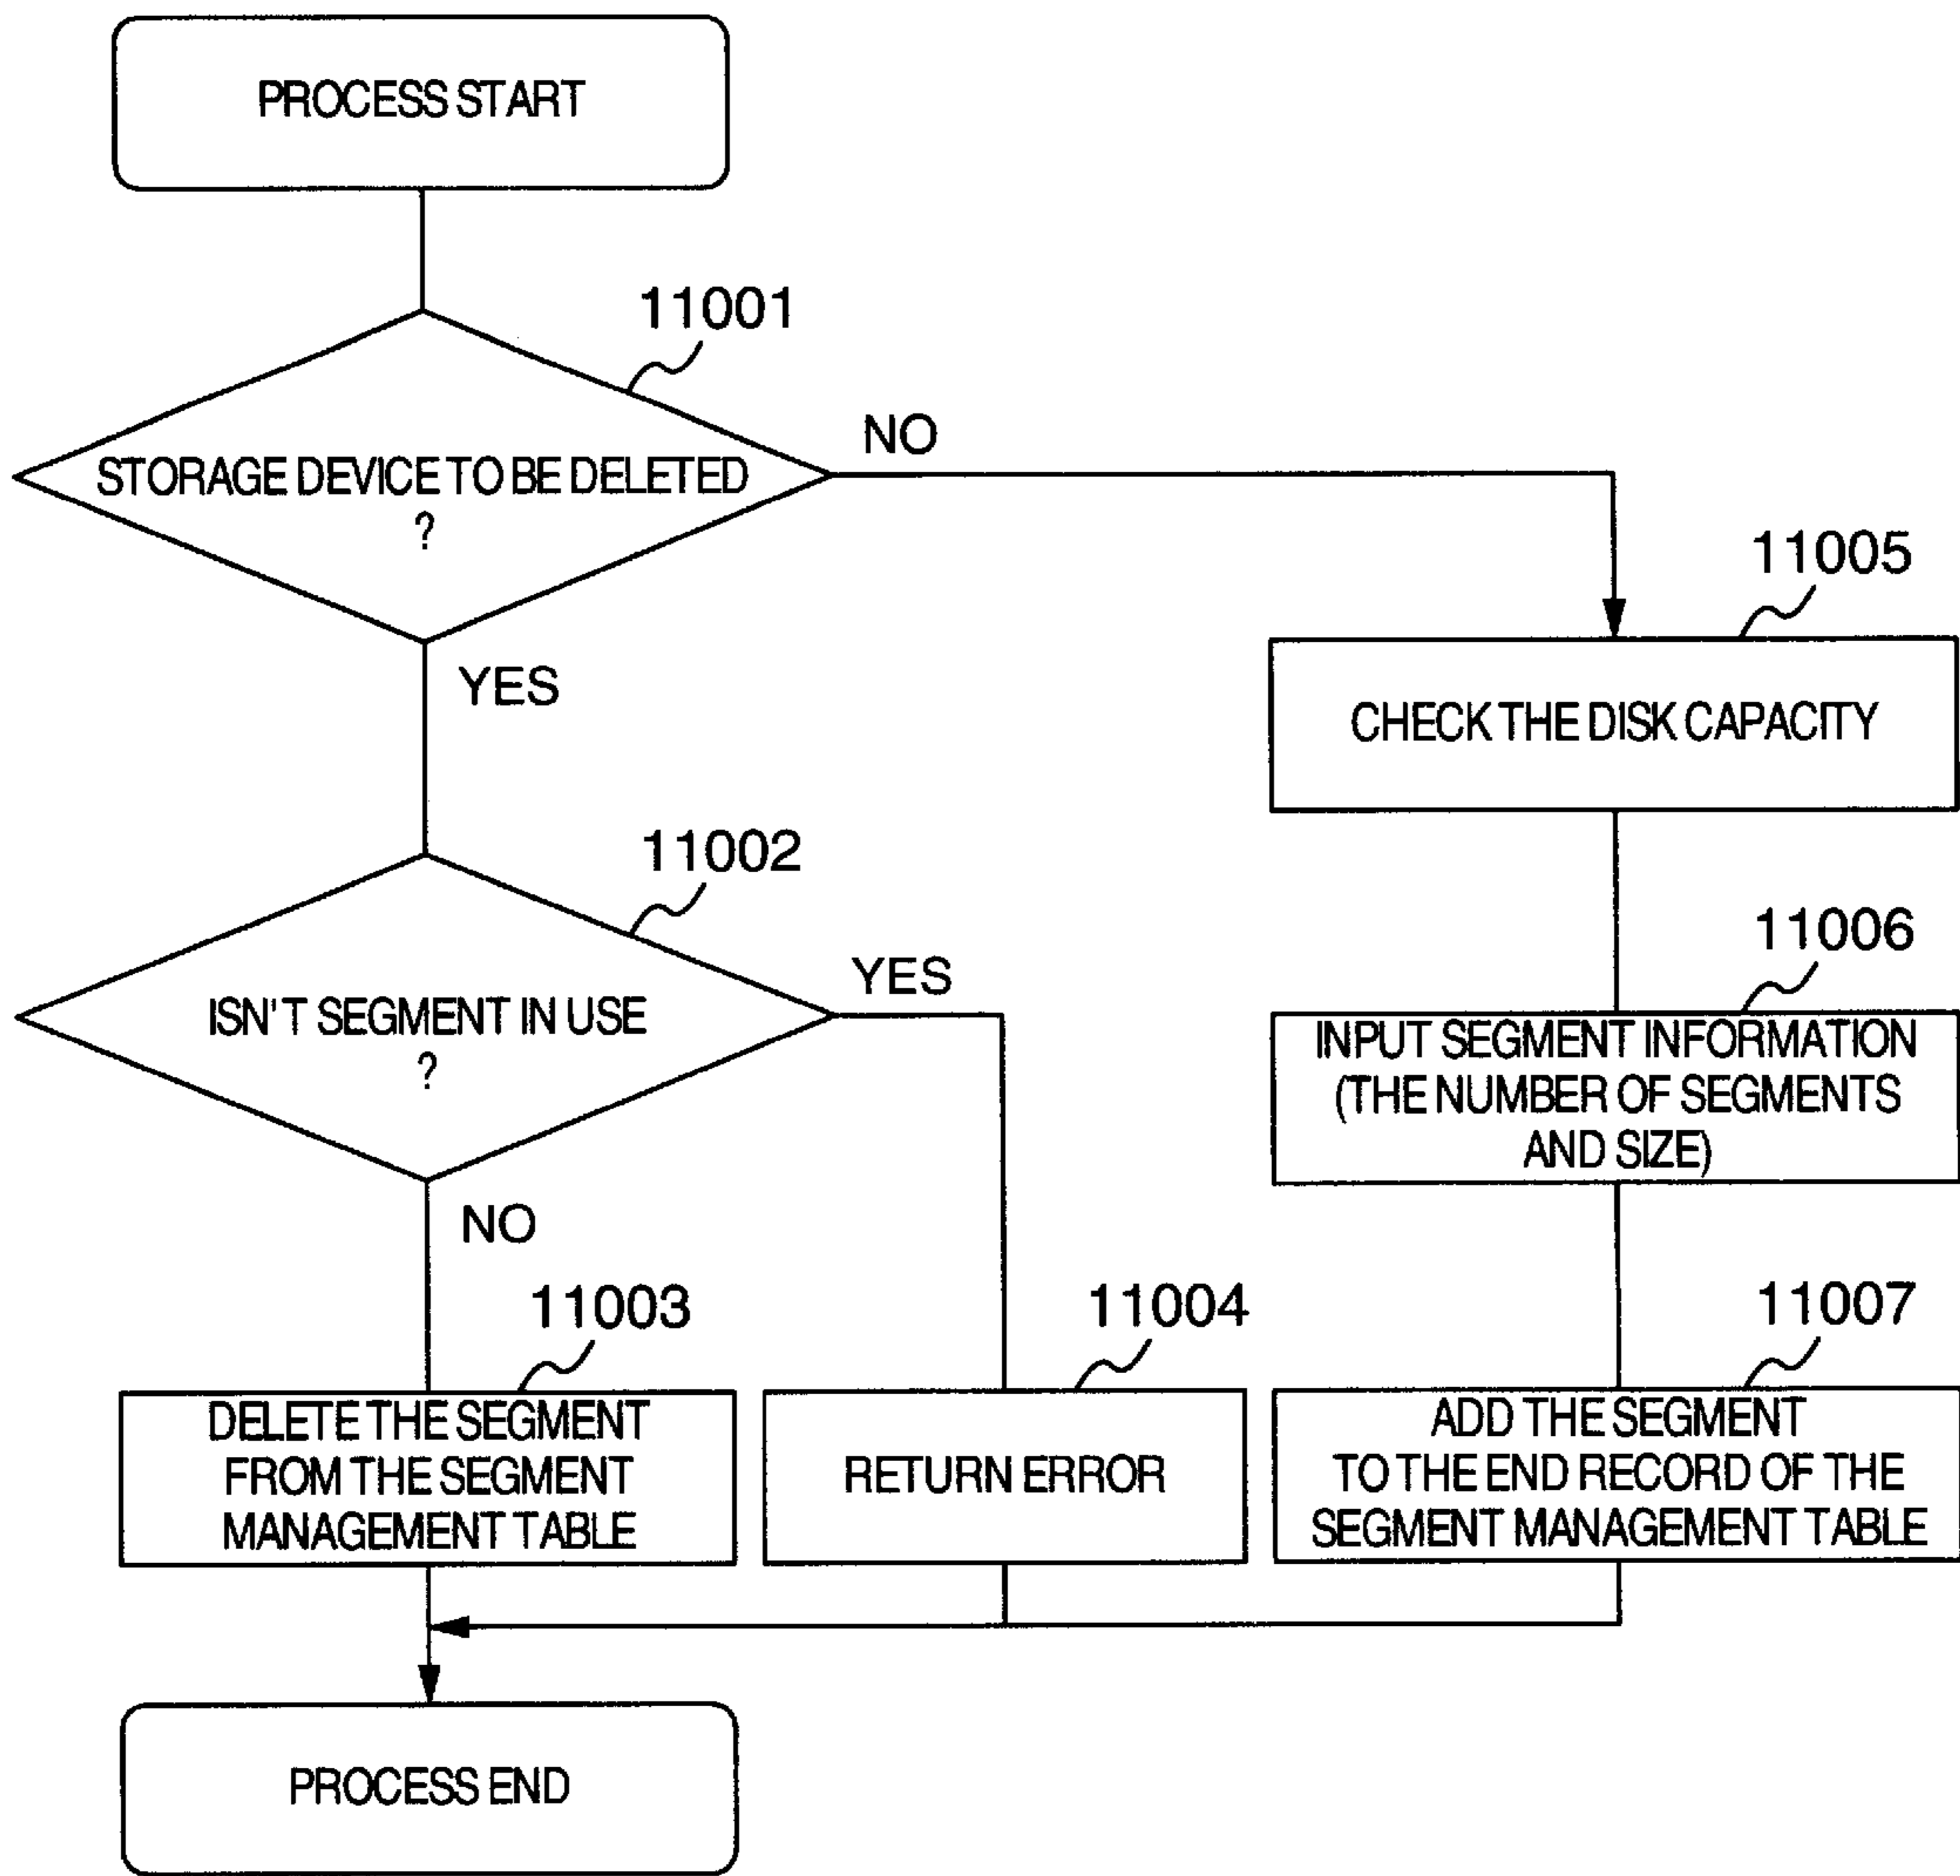 PROCESS START
11001
NO
STORAGE DEVICE TO BE DELETED
?
YES
11005
CHECK THE DISK CAPACITY
11002
YES
ISN'T SEGMENT IN USE
?
NO
11006
INPUT SEGMENT INFORMATION
(THE NUMBER OF SEGMENTS
AND SIZE)
11003
DELETE THE SEGMENT
FROM THE SEGMENT
MANAGEMENT TABLE
11004
RETURN ERROR
11007
ADD THE SEGMENT
TO THE END RECORD OF THE
SEGMENT MANAGEMENT TABLE
PROCESS END